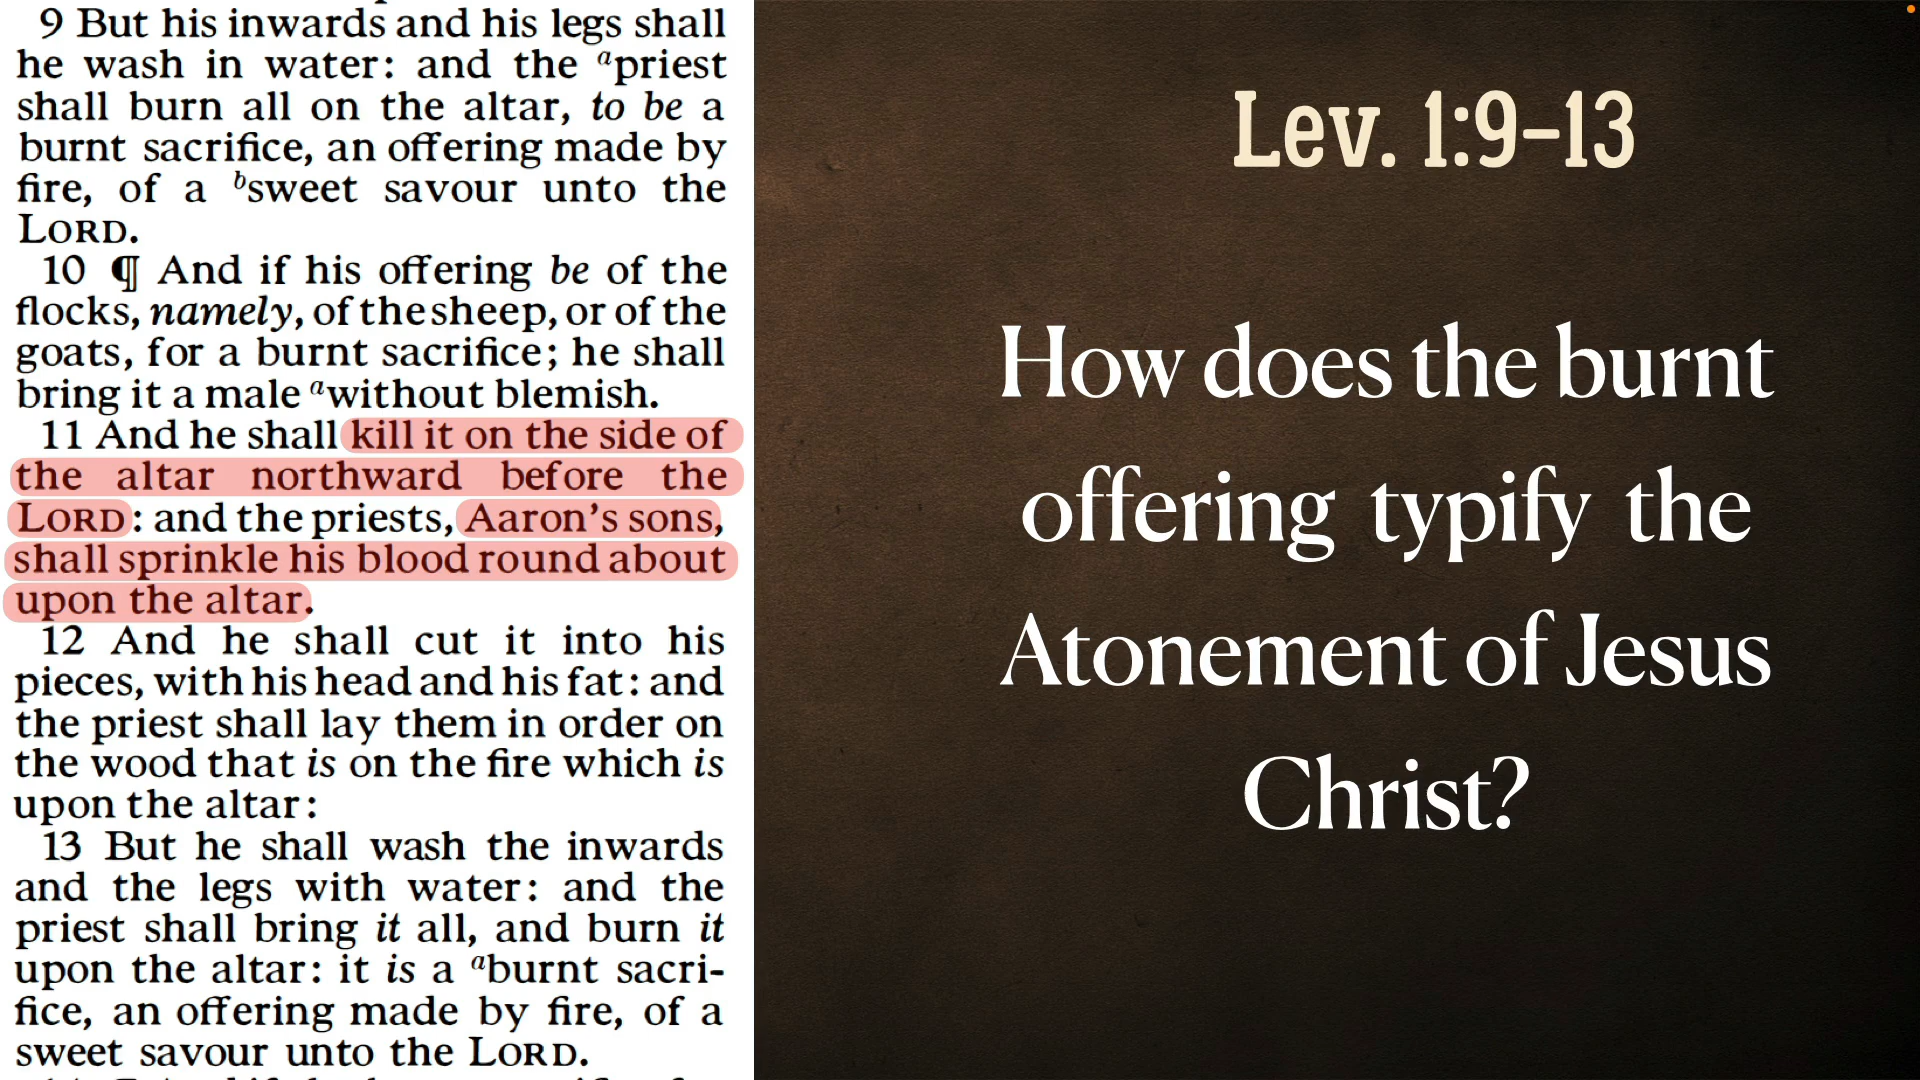 9 But his inwards and his legs shall
he wash in water: and the ᵃpriest
shall burn all on the altar, to be a
burnt sacrifice, an offering made by
fire, of a ᵇsweet savour unto the
LORD.
10 ¶ And if his offering be of the
flocks, namely, of the sheep, or of the
goats, for a burnt sacrifice; he shall
bring it a male ᵃwithout blemish.
11 And he shall kill it on the side of
the altar northward before the
LORD: and the priests, Aaron's sons,
shall sprinkle his blood round about
upon the altar.
12 And he shall cut it into his
pieces, with his head and his fat: and
the priest shall lay them in order on
the wood that is on the fire which is
upon the altar:
13 But he shall wash the inwards
and the legs with water: and the
priest shall bring it all, and burn it
upon the altar: it is a ᵃburnt sacri-
fice, an offering made by fire, of a
sweet savour unto the LORD.
Lev. 1:9–13
How does the burnt
offering typify the
Atonement of Jesus
Christ?